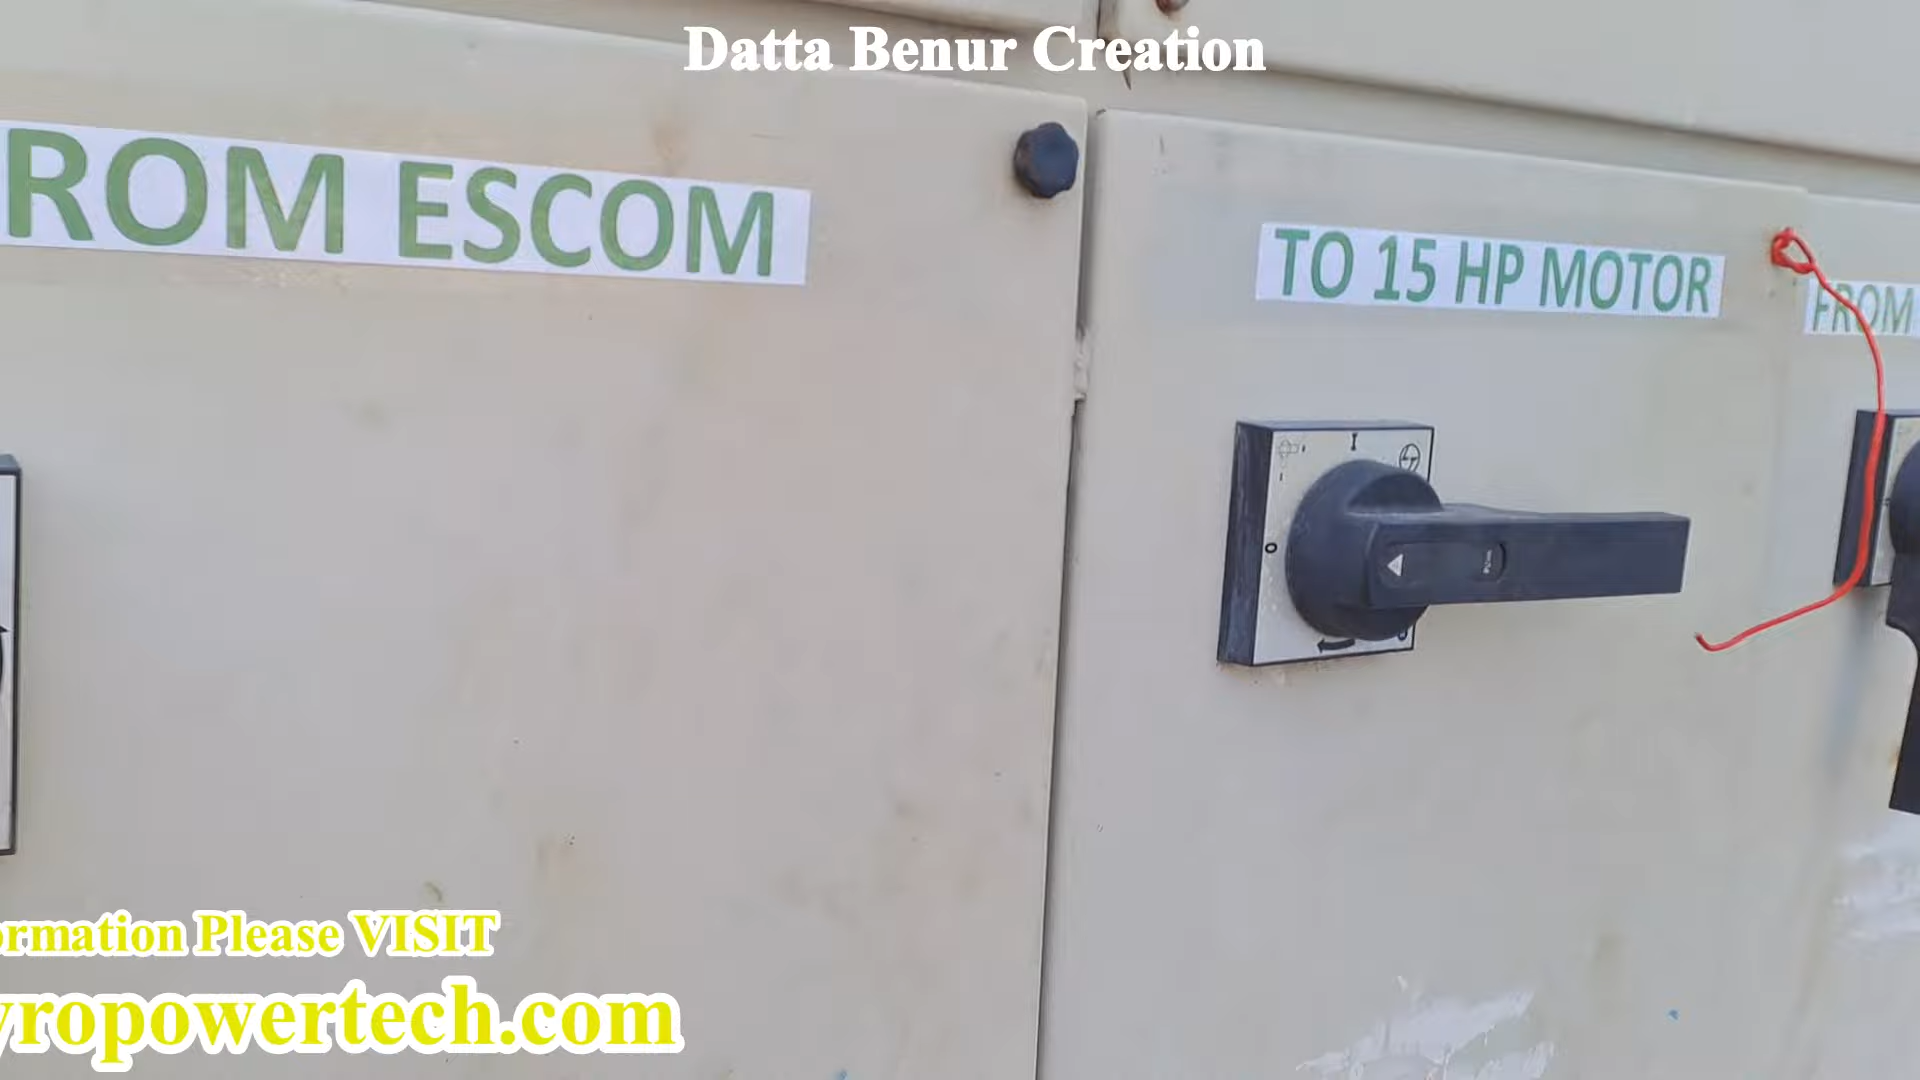 Datta Benur Creation
ROM ESCOM
TO 15 HP MOTOR
FROM
I
O
ormation Please VISIT
yropowertech.com